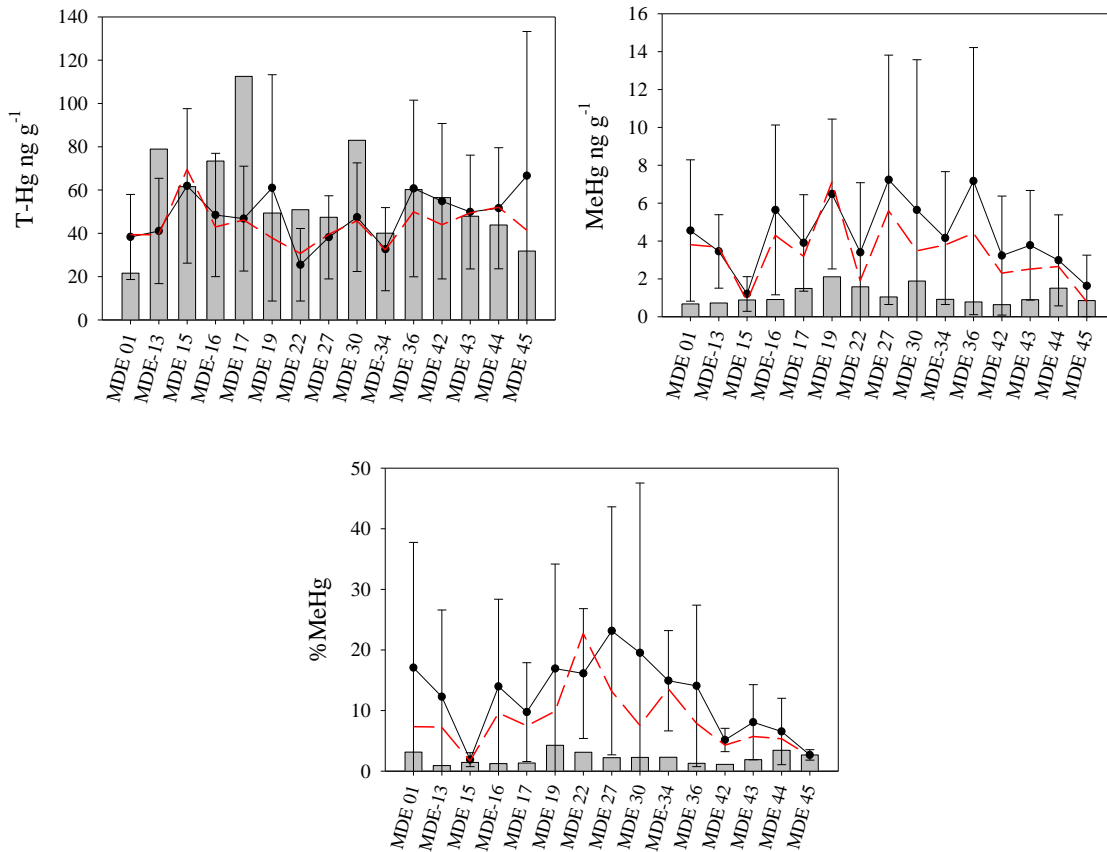 T-Hg ng g⁻¹
140
120
100
80
60
40
20
0
MDE 01
MDE-13
MDE 15
MDE-16
MDE 17
MDE 19
MDE 22
MDE 27
MDE 30
MDE-34
MDE 36
MDE 42
MDE 43
MDE 44
MDE 45
MeHg ng g⁻¹
16
14
12
10
8
6
4
2
0
MDE 01
MDE-13
MDE 15
MDE-16
MDE 17
MDE 19
MDE 22
MDE 27
MDE 30
MDE-34
MDE 36
MDE 42
MDE 43
MDE 44
MDE 45
%MeHg
50
40
30
20
10
0
MDE 01
MDE-13
MDE 15
MDE-16
MDE 17
MDE 19
MDE 22
MDE 27
MDE 30
MDE-34
MDE 36
MDE 42
MDE 43
MDE 44
MDE 45